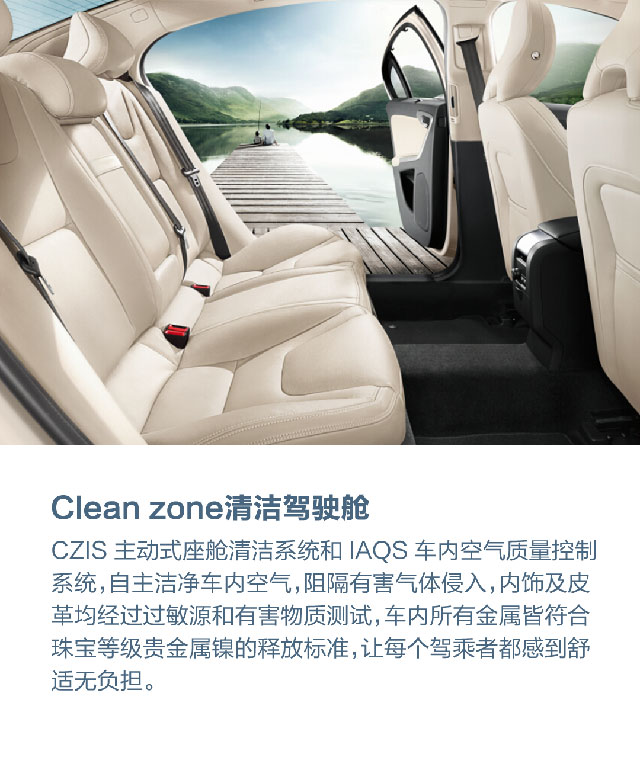 Clean zone清洁驾驶舱
CZIS 主动式座舱清洁系统和 IAQS 车内空气质量控制
系统，自主洁净车内空气，阻隔有害气体侵入，内饰及皮
革均经过过敏源和有害物质测试，车内所有金属皆符合
珠宝等级贵金属镍的释放标准，让每个驾乘者都感到舒
适无负担。